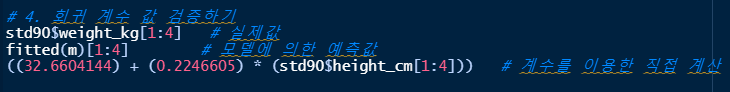 # 4. 회귀 계수 값 검증하기
std90$weight_kg[1:4]   # 실제값
fitted(m)[1:4]         # 모델에 의한 예측값
((32.6604144) + (0.2246605) * (std90$height_cm[1:4]))   # 계수를 이용한 직접 계산